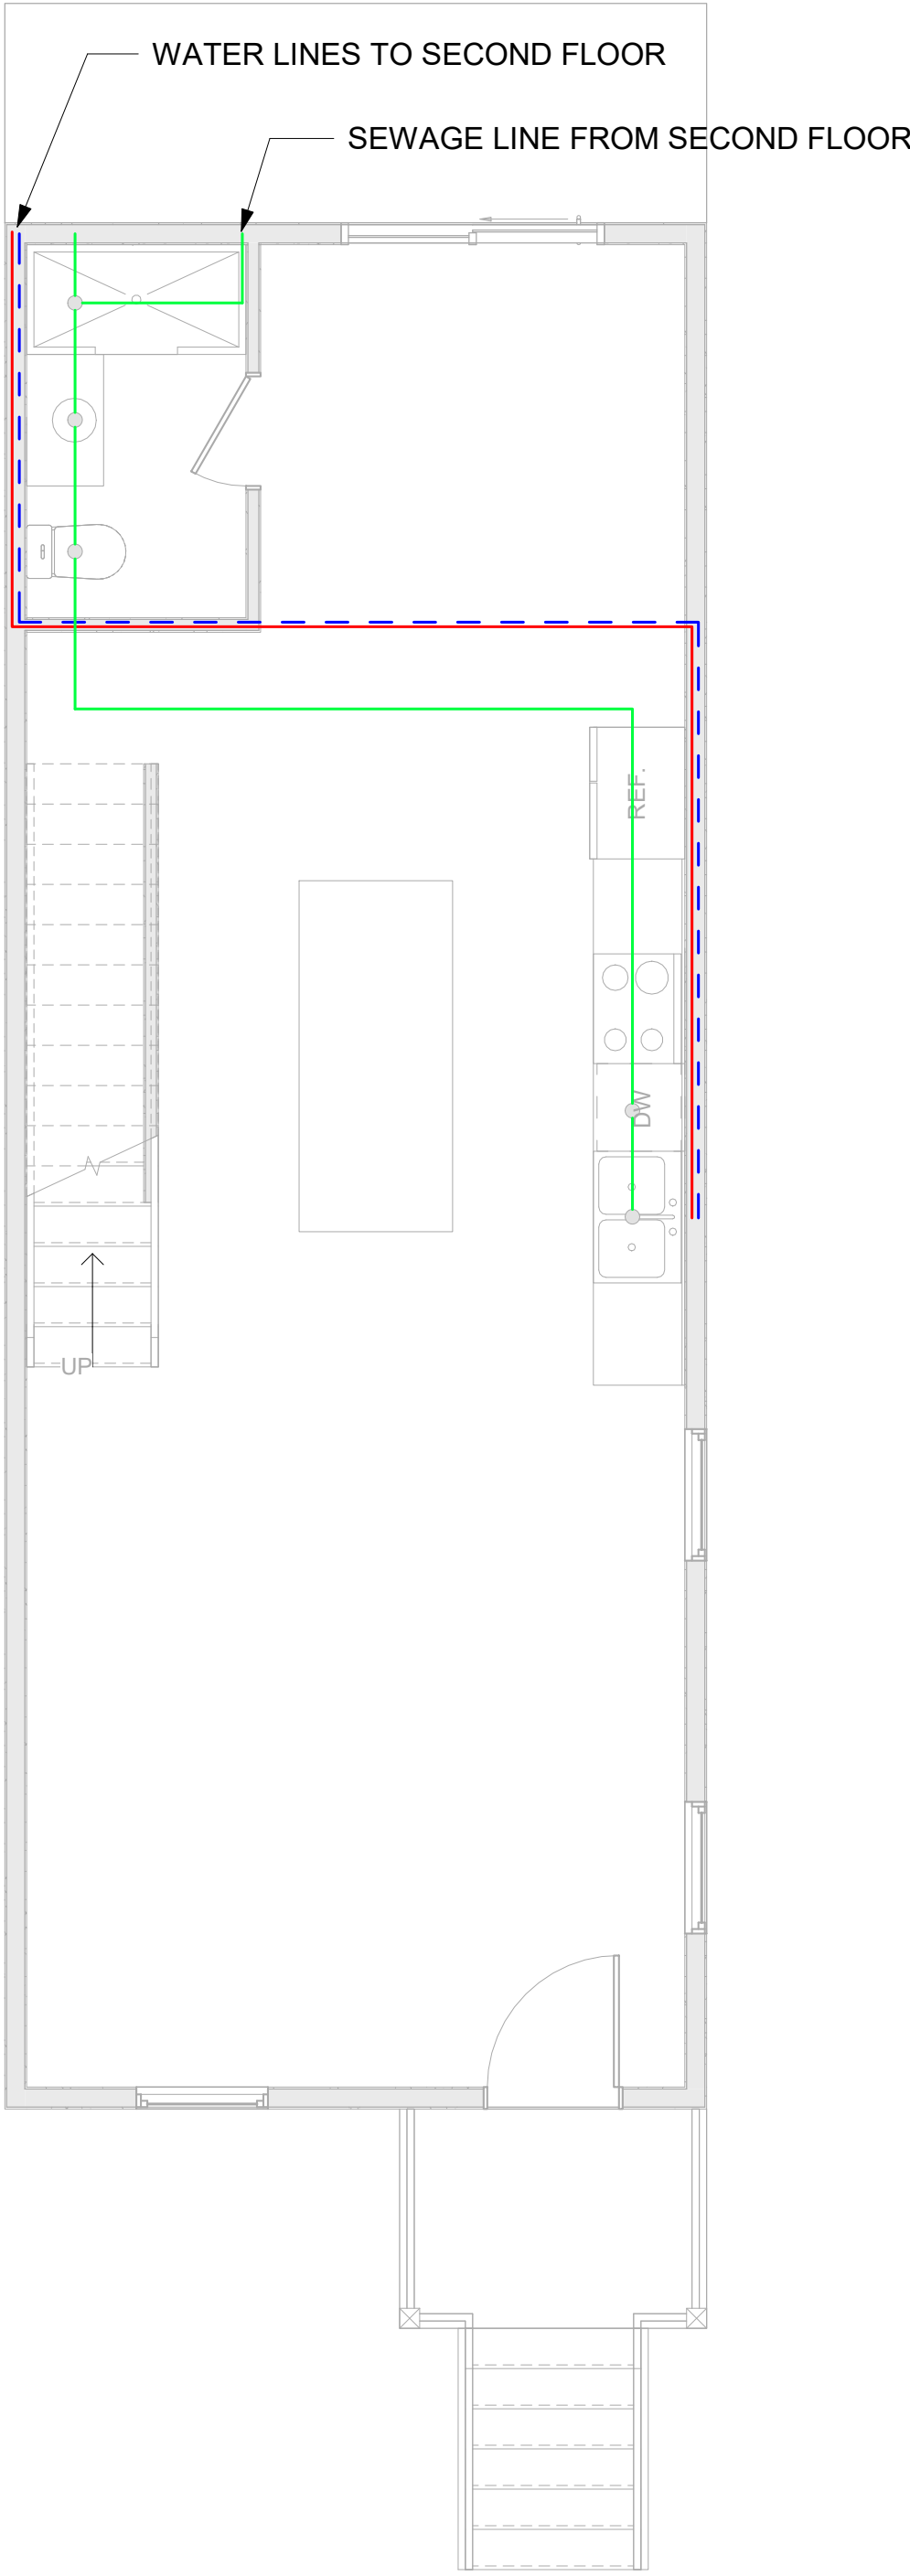 WATER LINES TO SECOND FLOOR
SEWAGE LINE FROM SECOND FLOOR
REF.
DW
UP